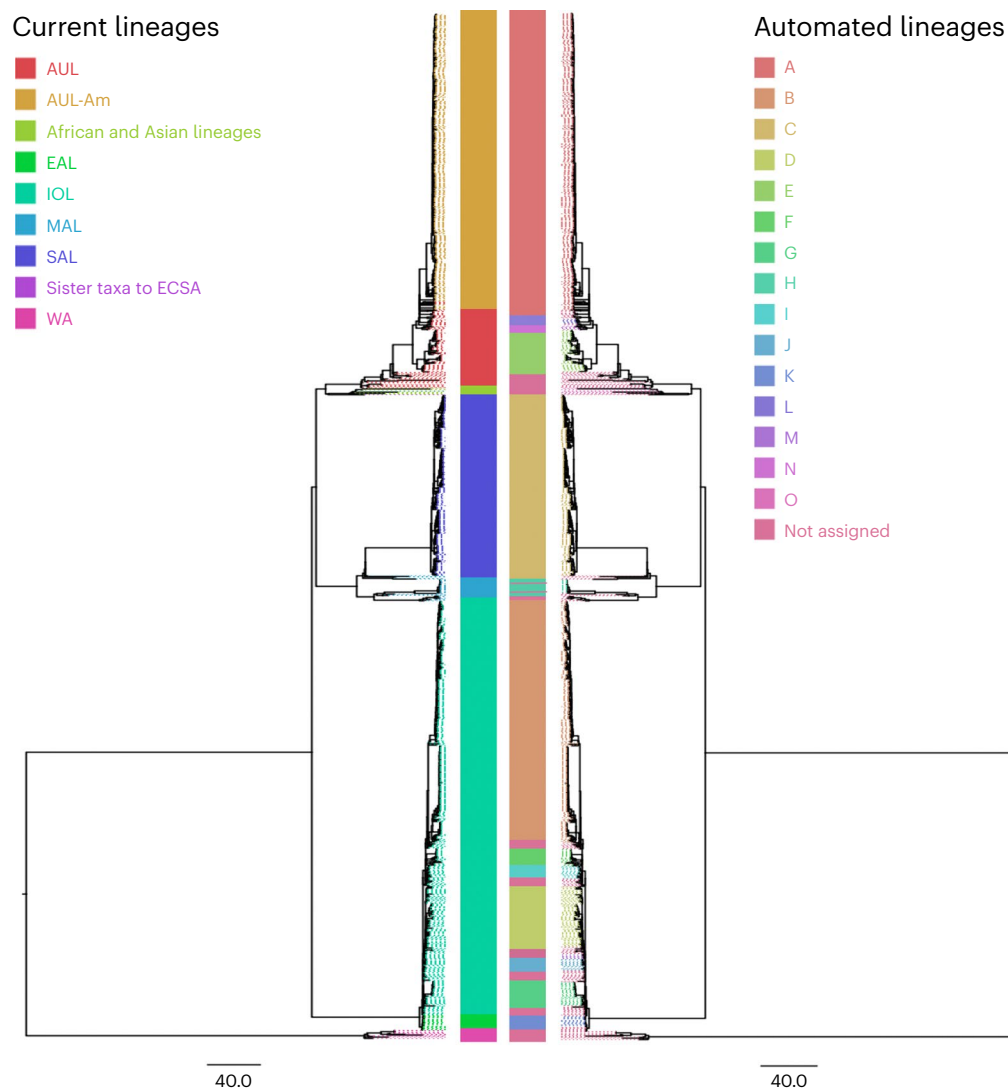 Current lineages
AUL
AUL-Am
African and Asian lineages
EAL
IOL
MAL
SAL
Sister taxa to ECSA
WA
Automated lineages
A
B
C
D
E
F
G
H
I
J
K
L
M
N
O
Not assigned
40.0
40.0